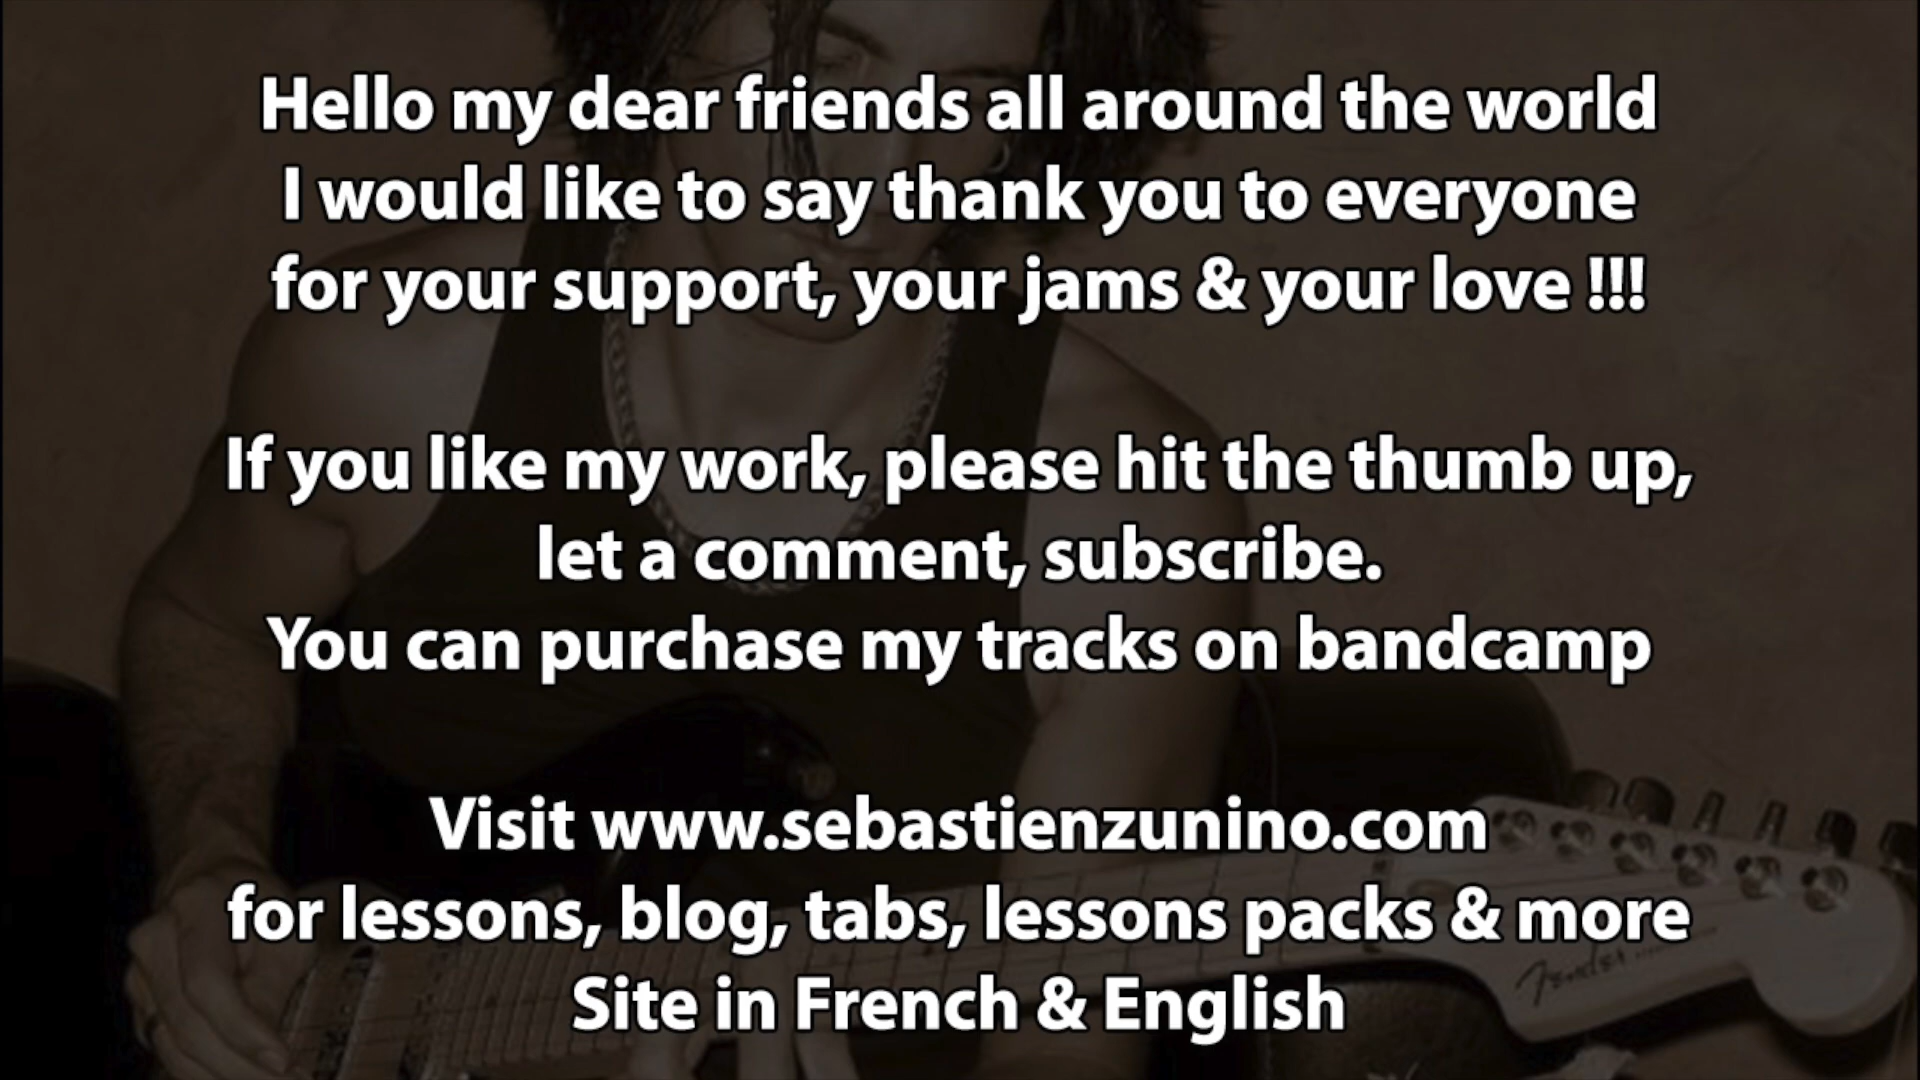 Hello my dear friends all around the world
I would like to say thank you to everyone
for your support, your jams & your love !!!
If you like my work, please hit the thumb up,
let a comment, subscribe.
You can purchase my tracks on bandcamp
Visit www.sebastienzunino.com
for lessons, blog, tabs, lessons packs & more
Site in French & English
Fender